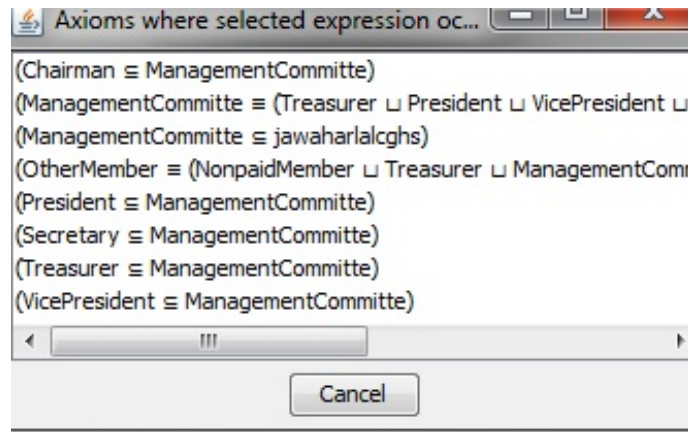 Axioms where selected expression oc...
(Chairman ⊆ ManagementCommitte)
(ManagementCommitte ≡ (Treasurer ⊔ President ⊔ VicePresident ⊔
(ManagementCommitte ⊆ jawaharlalcghs)
(OtherMember ≡ (NonpaidMember ⊔ Treasurer ⊔ ManagementComm
(President ⊆ ManagementCommitte)
(Secretary ⊆ ManagementCommitte)
(Treasurer ⊆ ManagementCommitte)
(VicePresident ⊆ ManagementCommitte)
Cancel